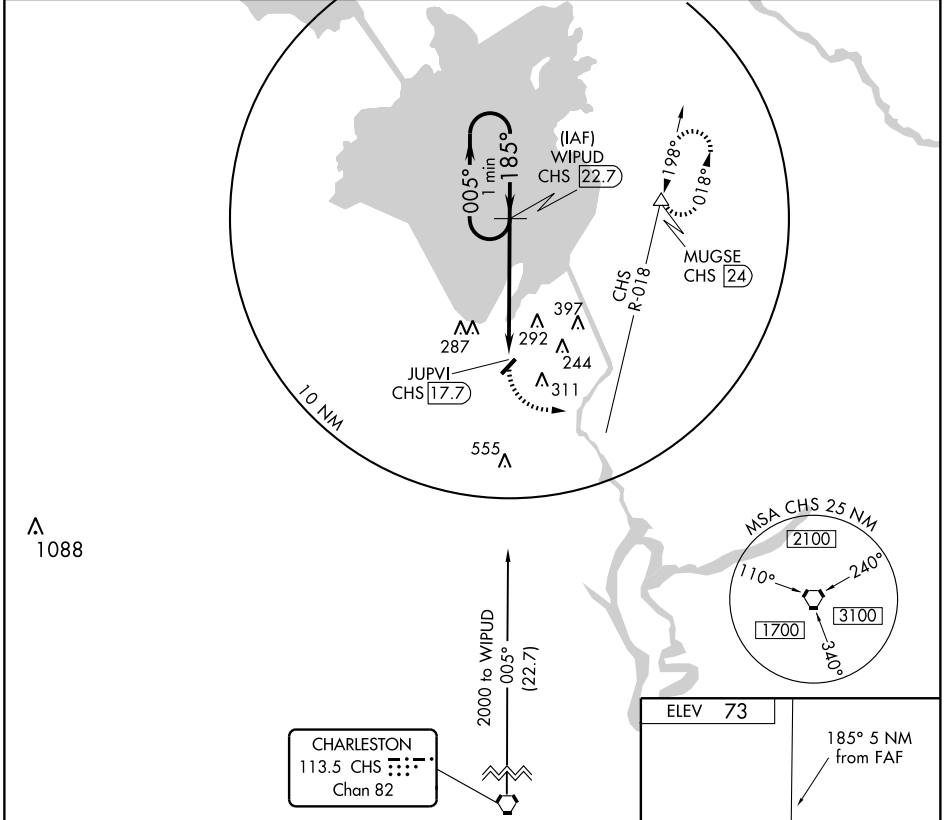 (IAF)
WIPUD
CHS 22.7
005°
1 min
185°
198°
018°
MUGSE
CHS 24
CHS
R-018
397
292
287
244
JUPVI
CHS 17.7
311
10 NM
555
1088
MSA CHS 25 NM
2100
110°
240°
1700
3100
340°
2000 to WIPUD
005°
(22.7)
CHARLESTON
113.5 CHS
Chan 82
ELEV 73
185° 5 NM
from FAF